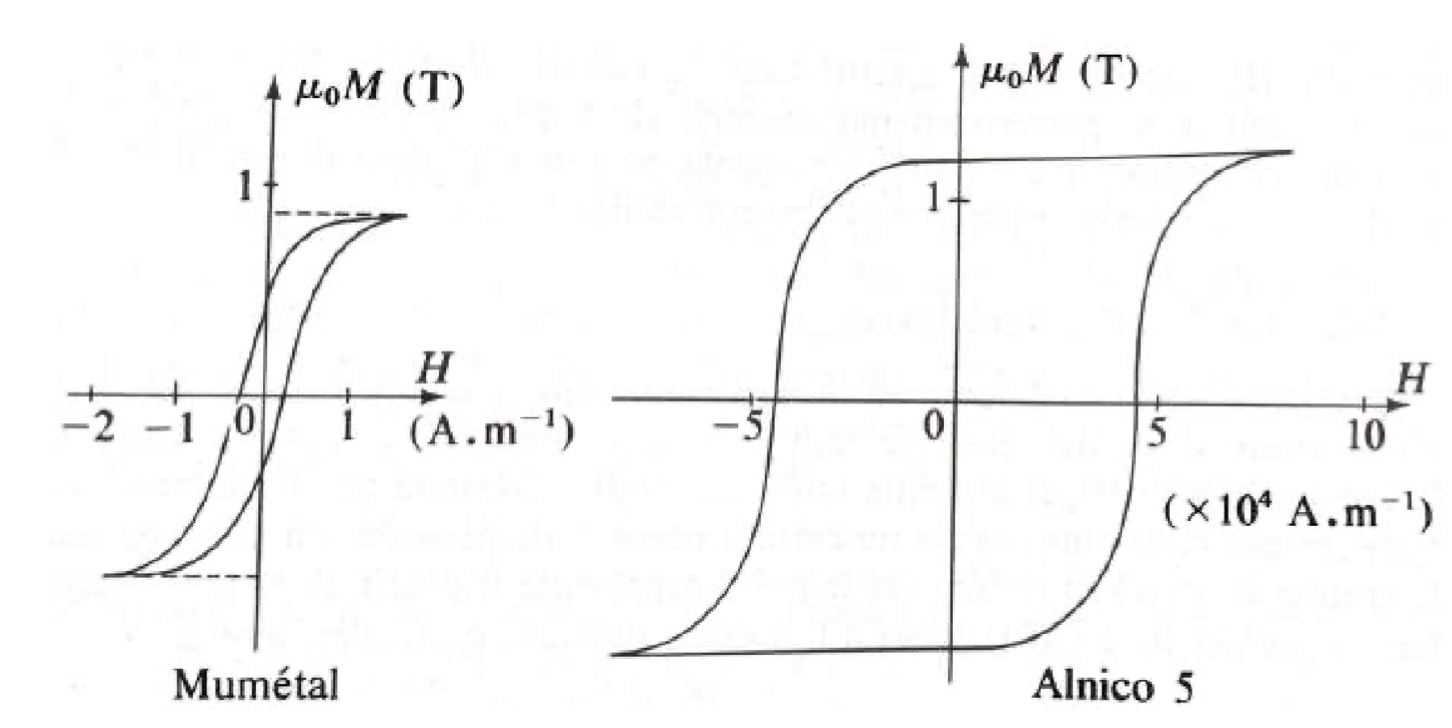 μ₀M (T)
1
H
−2 −1 0 1 (A.m⁻¹)
Mumétal
μ₀M (T)
1
H
−5 0 5 10
(×10⁴ A.m⁻¹)
Alnico 5